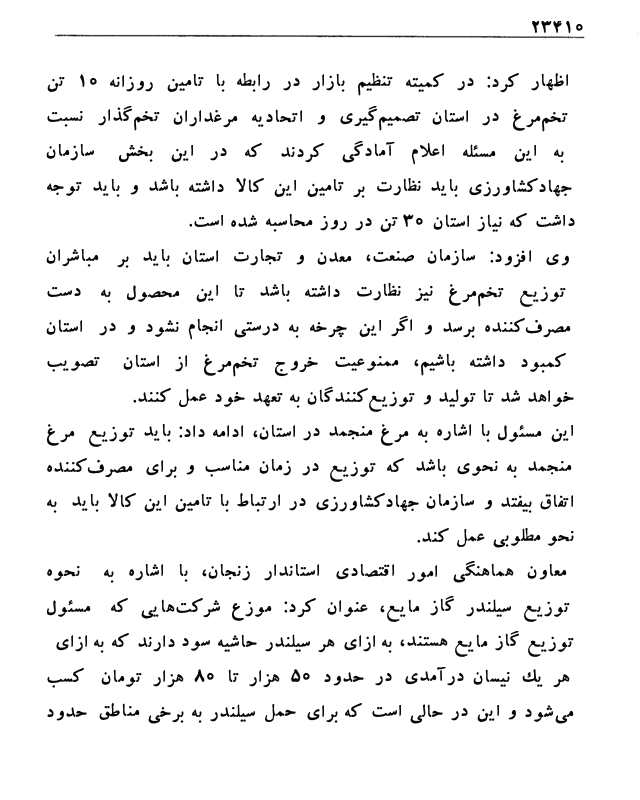 ۲۳۴۱۰
اظهار کرد: در کمیته تنظیم بازار در رابطه با تامین روزانه ۱۰ تن
تخم‌مرغ در استان تصمیم‌گیری و اتحادیه مرغداران تخم‌گذار نسبت
به این مسئله اعلام آمادگی کردند که در این بخش سازمان
جهادکشاورزی باید نظارت بر تامین این کالا داشته باشد و باید توجه
داشت که نیاز استان ۳۰ تن در روز محاسبه شده است.
وی افزود: سازمان صنعت، معدن و تجارت استان باید بر مباشران
توزیع تخم‌مرغ نیز نظارت داشته باشد تا این محصول به دست
مصرف‌کننده برسد و اگر این چرخه به درستی انجام نشود و در استان
کمبود داشته باشیم، ممنوعیت خروج تخم‌مرغ از استان تصویب
خواهد شد تا تولید و توزیع‌کنندگان به تعهد خود عمل کنند.
این مسئول با اشاره به مرغ منجمد در استان، ادامه داد: باید توزیع مرغ
منجمد به نحوی باشد که توزیع در زمان مناسب و برای مصرف‌کننده
اتفاق بیفتد و سازمان جهادکشاورزی در ارتباط با تامین این کالا باید به
نحو مطلوبی عمل کند.
معاون هماهنگی امور اقتصادی استاندار زنجان، با اشاره به نحوه
توزیع سیلندر گاز مایع، عنوان کرد: موزع شرکت‌هایی که مسئول
توزیع گاز مایع هستند، به ازای هر سیلندر حاشیه سود دارند که به ازای
هر یك نیسان درآمدی در حدود ۵۰ هزار تا ۸۰ هزار تومان کسب
می‌شود و این در حالی است که برای حمل سیلندر به برخی مناطق حدود